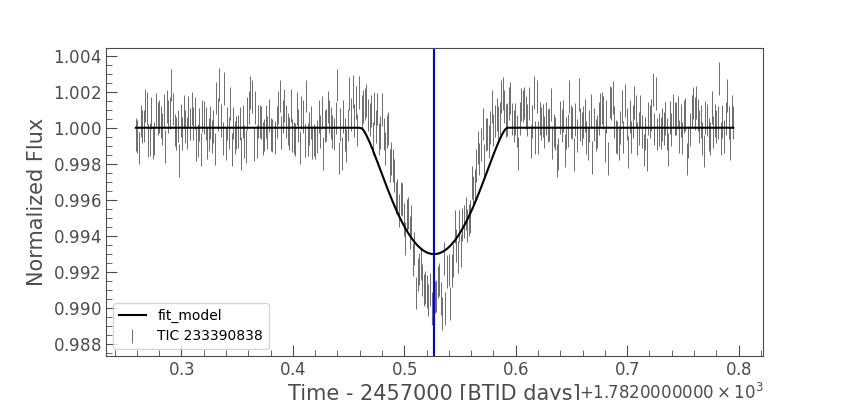 1.004
1.002
1.000
0.998
0.996
0.994
0.992
0.990
0.988
Normalized Flux
fit_model
TIC 233390838
0.3 0.4 0.5 0.6 0.7 0.8
Time - 2457000 [BTJD days] +1.7820000000 × 10³